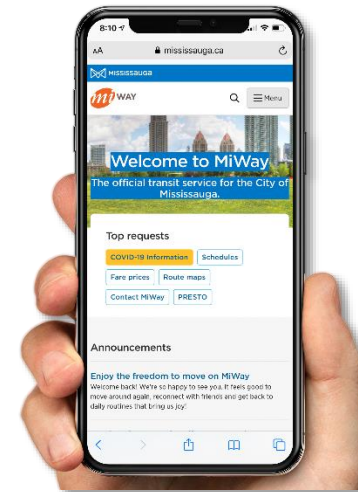 8:10
AA mississauga.ca
MISSISSAUGA
mi WAY
Menu
Welcome to MiWay
The official transit service for the City of
Mississauga.
Top requests
COVID-19 Information Schedules
Fare prices Route maps
Contact MiWay PRESTO
Announcements
Enjoy the freedom to move on MiWay
Welcome back! We're so happy to see you. It feels good to
move around again, reconnect with friends and get back to
daily routines that bring us joy!